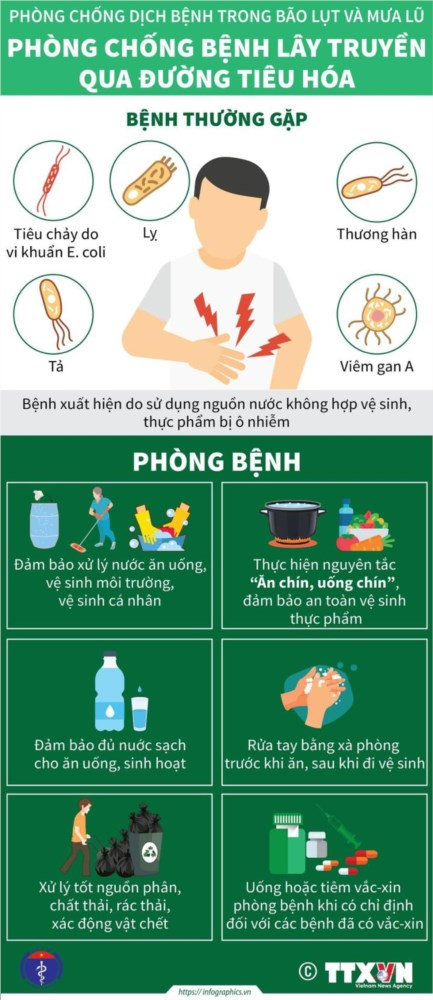 PHÒNG CHỐNG DỊCH BỆNH TRONG BÃO LỤT VÀ MƯA LŨ
PHÒNG CHỐNG BỆNH LÂY TRUYỀN
QUA ĐƯỜNG TIÊU HÓA
BỆNH THƯỜNG GẶP
Tiêu chảy do
vi khuẩn E. coli
Lỵ
Thương hàn
Tả
Viêm gan A
Bệnh xuất hiện do sử dụng nguồn nước không hợp vệ sinh,
thực phẩm bị ô nhiễm
PHÒNG BỆNH
Đảm bảo xử lý nước ăn uống,
vệ sinh môi trường,
vệ sinh cá nhân
Thực hiện nguyên tắc
“Ăn chín, uống chín”,
đảm bảo an toàn vệ sinh
thực phẩm
Đảm bảo đủ nước sạch
cho ăn uống, sinh hoạt
Rửa tay bằng xà phòng
trước khi ăn, sau khi đi vệ sinh
Xử lý tốt nguồn phân,
chất thải, rác thải,
xác động vật chết
Uống hoặc tiêm vắc-xin
phòng bệnh khi có chỉ định
đối với các bệnh đã có vắc-xin
https://infographics.vn
© TTXVN
Vietnam News Agency